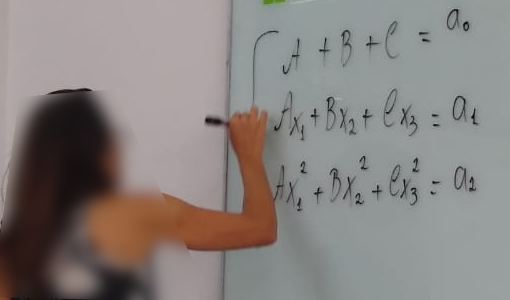 A + B + C = a₀
Ax₁ + Bx₂ + Cx₃ = a₁
Ax₁² + Bx₂² + Cx₃² = a₂